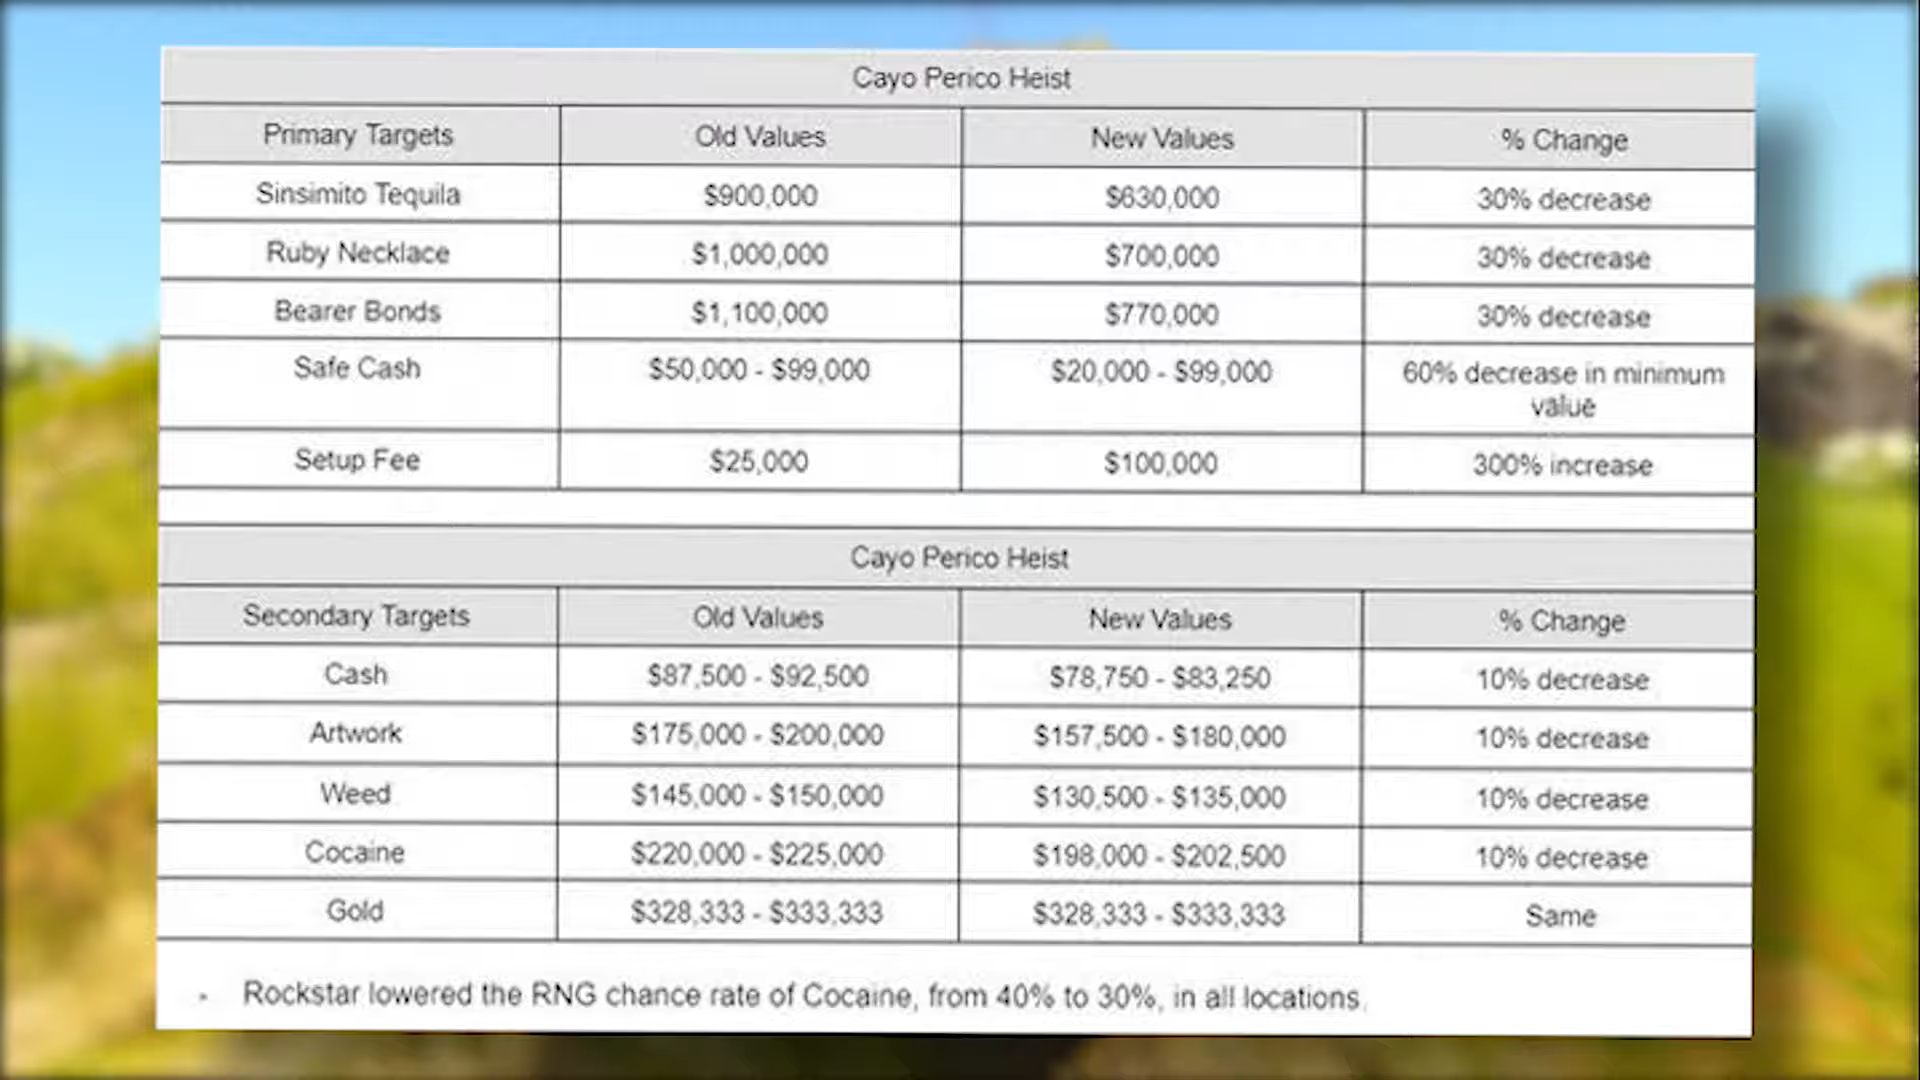 Cayo Perico Heist
Primary Targets Old Values New Values % Change
Sinsimito Tequila $900,000 $630,000 30% decrease
Ruby Necklace $1,000,000 $700,000 30% decrease
Bearer Bonds $1,100,000 $770,000 30% decrease
Safe Cash $50,000 - $99,000 $20,000 - $99,000 60% decrease in minimum
value
Setup Fee $25,000 $100,000 300% increase
Cayo Perico Heist
Secondary Targets Old Values New Values % Change
Cash $87,500 - $92,500 $78,750 - $83,250 10% decrease
Artwork $175,000 - $200,000 $157,500 - $180,000 10% decrease
Weed $145,000 - $150,000 $130,500 - $135,000 10% decrease
Cocaine $220,000 - $225,000 $198,000 - $202,500 10% decrease
Gold $328,333 - $333,333 $328,333 - $333,333 Same
- Rockstar lowered the RNG chance rate of Cocaine, from 40% to 30%, in all locations.